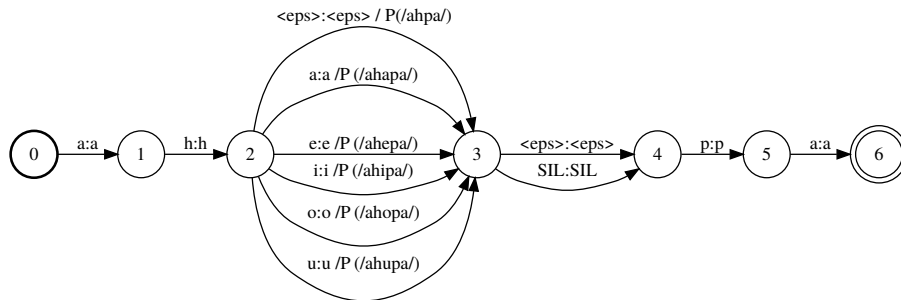 <eps>:<eps> / P(/ahpa/)
a:a /P (/ahapa/)
e:e /P (/ahepa/)
i:i /P (/ahipa/)
o:o /P (/ahopa/)
u:u /P (/ahupa/)
0 a:a 1 h:h 2 3 <eps>:<eps> 4 p:p 5 a:a 6
SIL:SIL